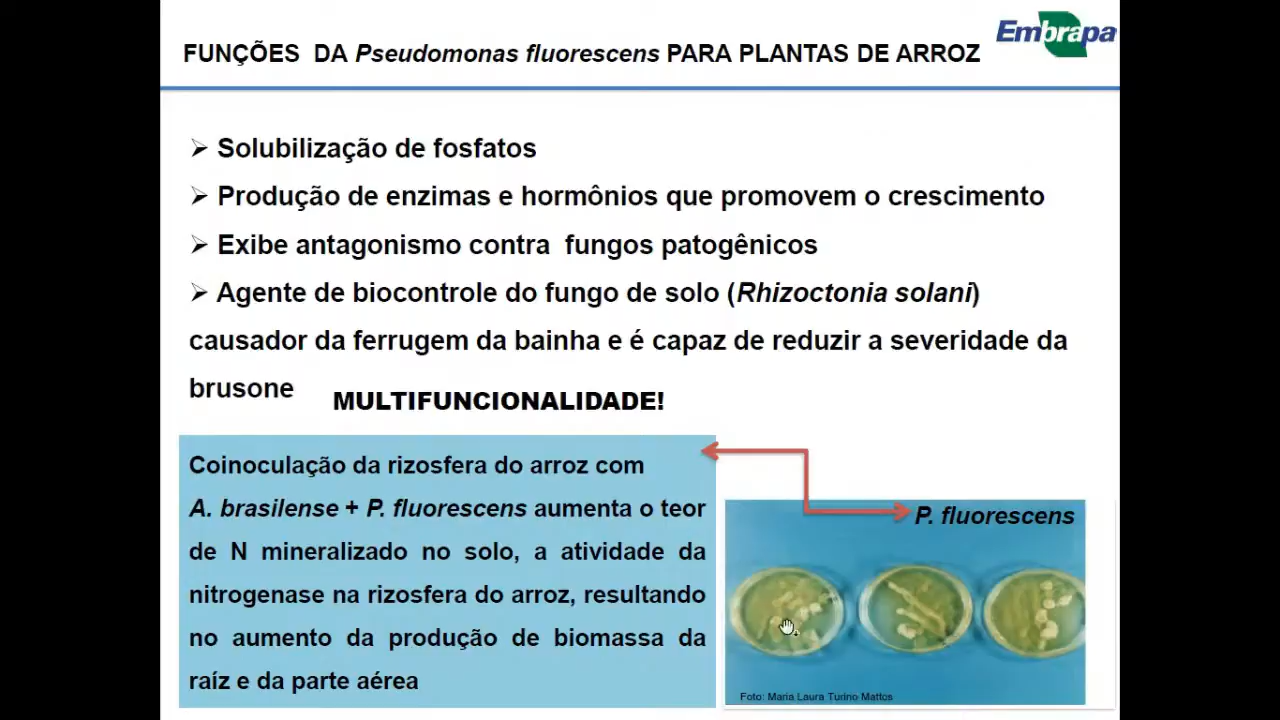 FUNÇÕES DA Pseudomonas fluorescens PARA PLANTAS DE ARROZ
Embrapa
➢ Solubilização de fosfatos
➢ Produção de enzimas e hormônios que promovem o crescimento
➢ Exibe antagonismo contra fungos patogênicos
➢ Agente de biocontrole do fungo de solo (Rhizoctonia solani)
causador da ferrugem da bainha e é capaz de reduzir a severidade da
brusone
MULTIFUNCIONALIDADE!
Coinoculação da rizosfera do arroz com
A. brasilense + P. fluorescens aumenta o teor
de N mineralizado no solo, a atividade da
nitrogenase na rizosfera do arroz, resultando
no aumento da produção de biomassa da
raíz e da parte aérea
P. fluorescens
Foto: Maria Laura Turino Mattos